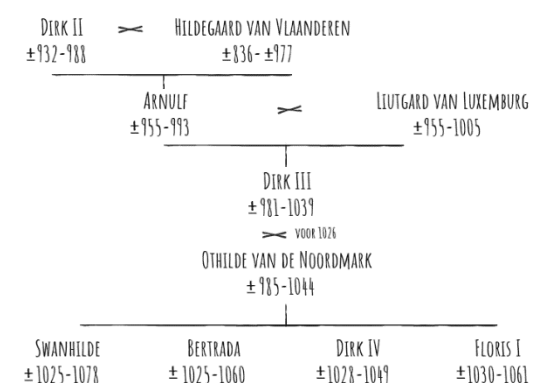 Dirk II Hildegaard van Vlaanderen
±932-988 ±836- ±977
Arnulf Liutgard van Luxemburg
±955-993 ±955-1005
Dirk III
± 981-1039
voor 1026
Othilde van de Noordmark
± 985-1044
Swanhilde Bertrada Dirk IV Floris I
± 1025-1078 ± 1025-1060 ±1028-1049 ±1030-1061